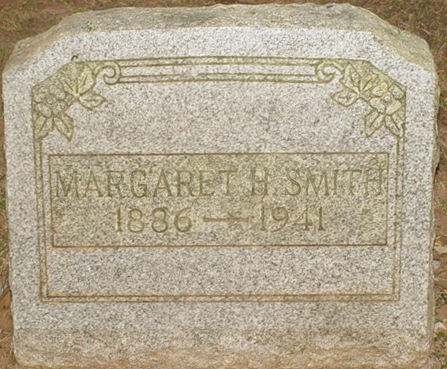 MARGARET H. SMITH
1886 — 1941